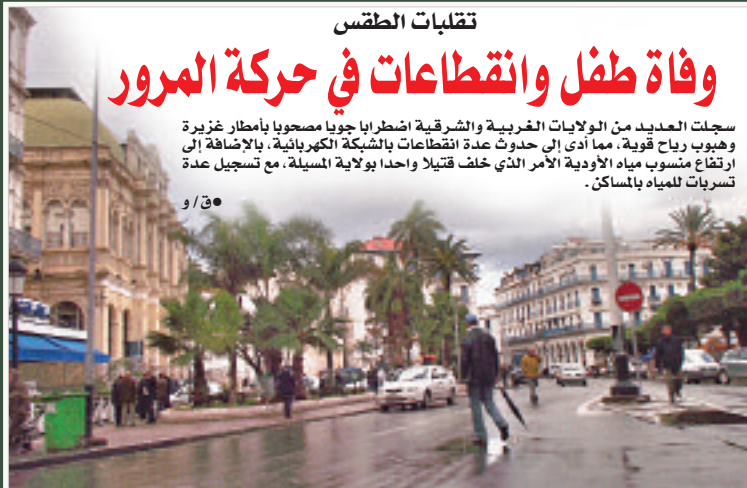 تقلبات الطقس
وفاة طفل وانقطاعات في حركة المرور
سجلت العديد من الولايات الغربية والشرقية اضطرابا جويا مصحوبا بأمطار غزيرة
وهبوب رياح قوية، مما أدى إلى حدوث عدة انقطاعات بالشبكة الكهربائية، بالإضافة إلى
ارتفاع منسوب مياه الأودية الأمر الذي خلف قتيلا واحدا بولاية المسيلة، مع تسجيل عدة
تسربات للمياه بالمساكن.
●ق/ و